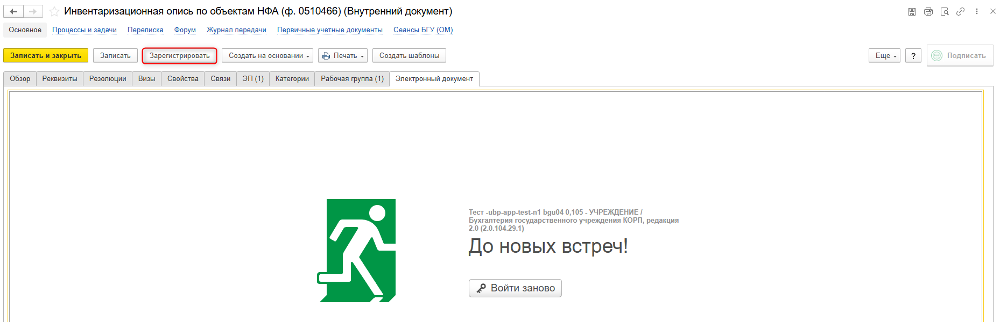 Инвентаризационная опись по объектам НФА (ф. 0510466) (Внутренний документ)
Основное Процессы и задачи Переписка Форум Журнал передачи Первичные учетные документы Сеансы БГУ (ОМ)
Записать и закрыть Записать Зарегистрировать Создать на основании Печать Создать шаблоны Еще ? Подписать
Обзор Реквизиты Резолюции Визы Свойства Связи ЭП (1) Категории Рабочая группа (1) Электронный документ
Тест -ubp-app-test-n1 bgu04 0,105 - УЧРЕЖДЕНИЕ /
Бухгалтерия государственного учреждения КОРП, редакция
2.0 (2.0.104.29.1)
До новых встреч!
Войти заново